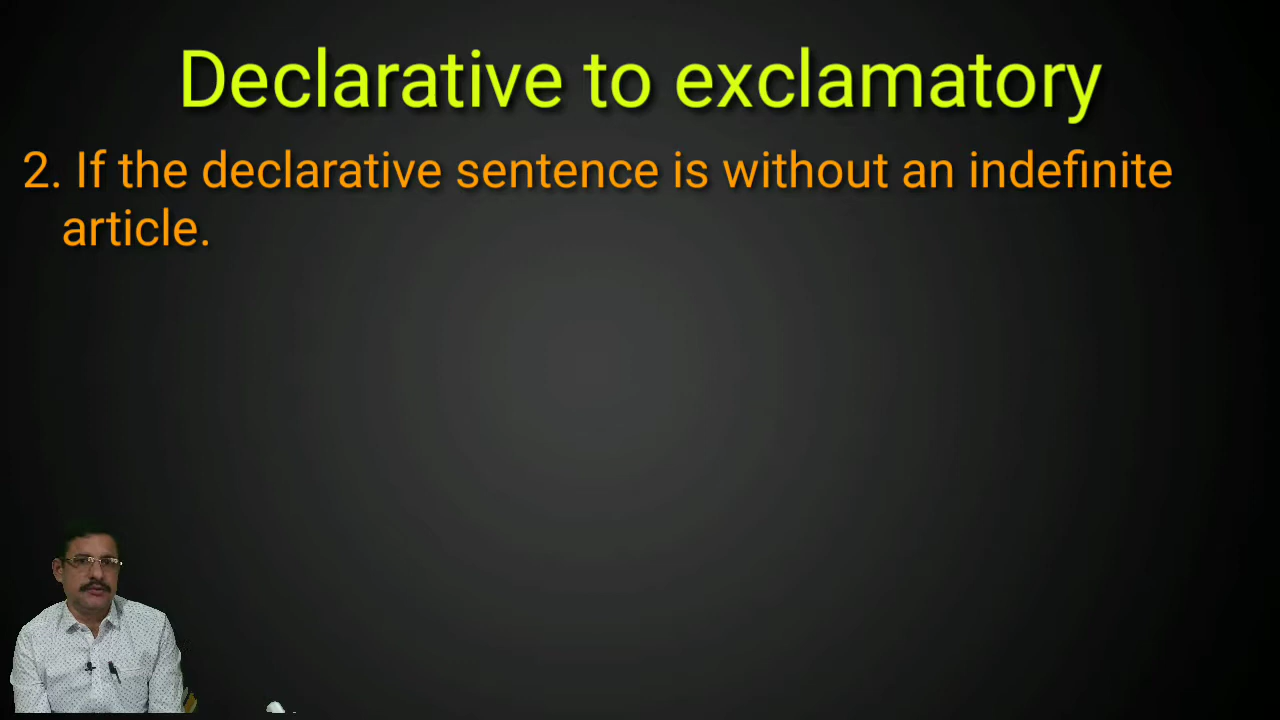 Declarative to exclamatory
2. If the declarative sentence is without an indefinite
article.